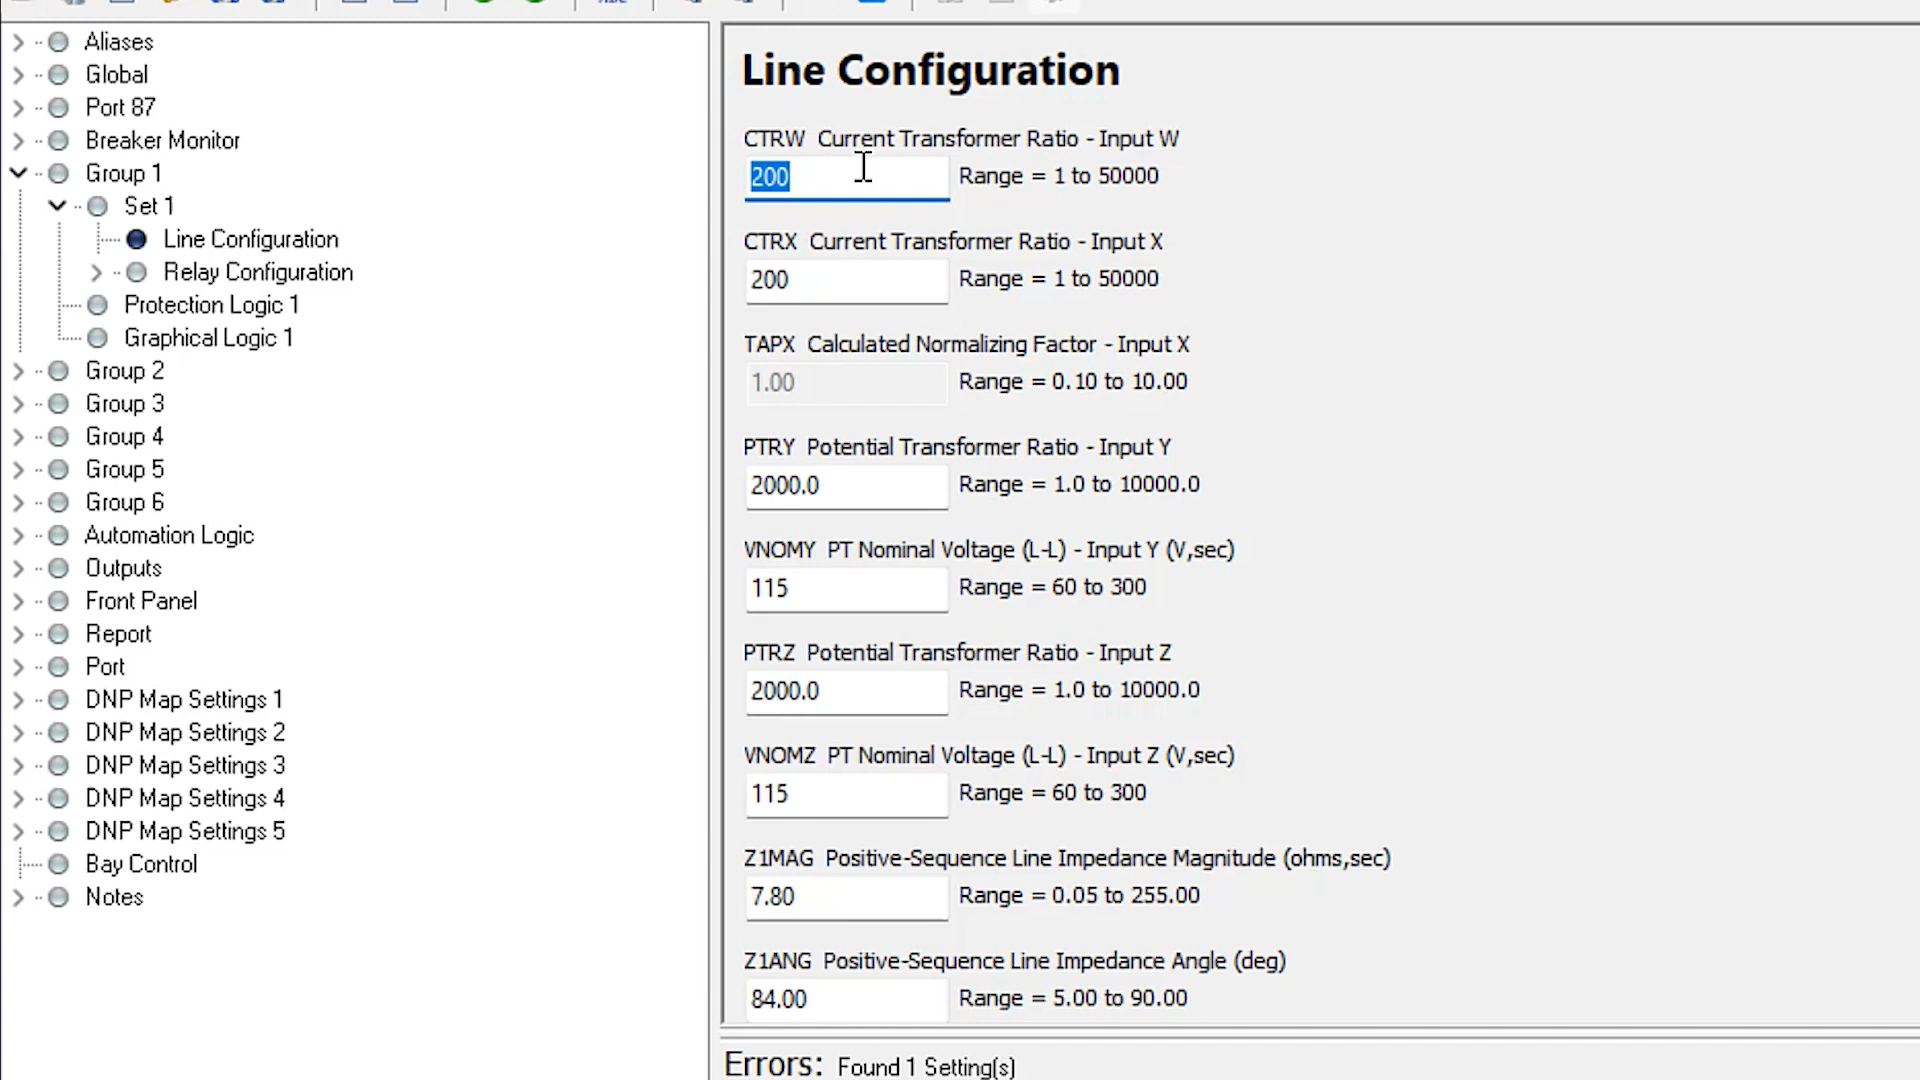 Aliases
Global
Port 87
Breaker Monitor
Group 1
Set 1
Line Configuration
Relay Configuration
Protection Logic 1
Graphical Logic 1
Group 2
Group 3
Group 4
Group 5
Group 6
Automation Logic
Outputs
Front Panel
Report
Port
DNP Map Settings 1
DNP Map Settings 2
DNP Map Settings 3
DNP Map Settings 4
DNP Map Settings 5
Bay Control
Notes
Line Configuration
CTRW Current Transformer Ratio - Input W
200 Range = 1 to 50000
CTRX Current Transformer Ratio - Input X
200 Range = 1 to 50000
TAPX Calculated Normalizing Factor - Input X
1.00 Range = 0.10 to 10.00
PTRY Potential Transformer Ratio - Input Y
2000.0 Range = 1.0 to 10000.0
VNOMY PT Nominal Voltage (L-L) - Input Y (V,sec)
115 Range = 60 to 300
PTRZ Potential Transformer Ratio - Input Z
2000.0 Range = 1.0 to 10000.0
VNOMZ PT Nominal Voltage (L-L) - Input Z (V,sec)
115 Range = 60 to 300
Z1MAG Positive-Sequence Line Impedance Magnitude (ohms,sec)
7.80 Range = 0.05 to 255.00
Z1ANG Positive-Sequence Line Impedance Angle (deg)
84.00 Range = 5.00 to 90.00
Errors: Found 1 Setting(s)